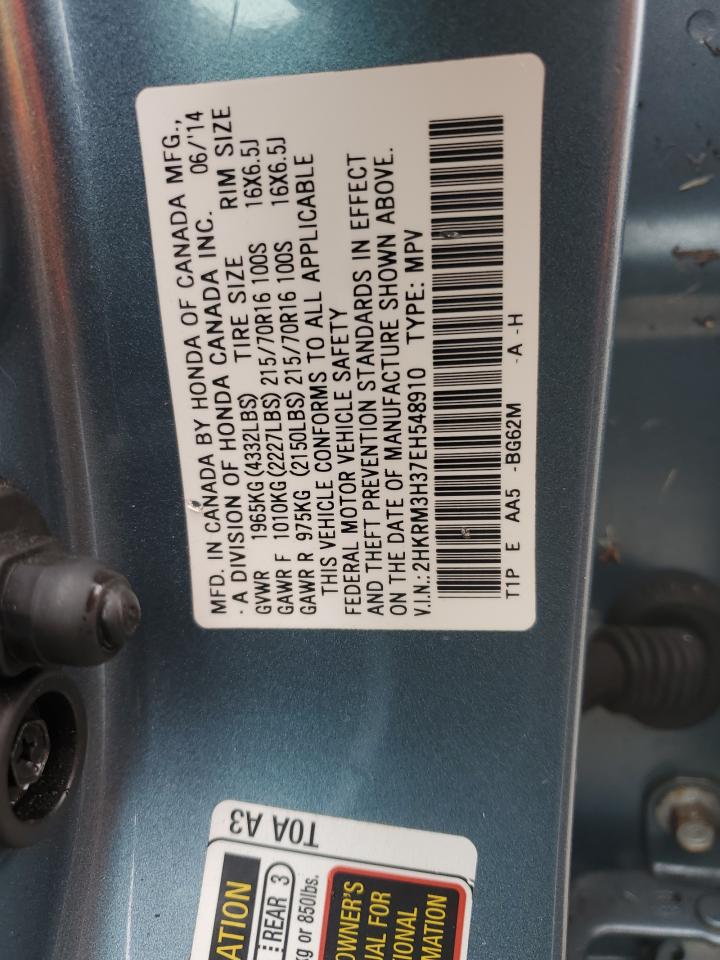 MFD. IN CANADA BY HONDA OF CANADA MFG.,
· A DIVISION OF HONDA CANADA INC. 06/'14
GVWR 1965KG(4332LBS) TIRE SIZE RIM SIZE
GAWR F 1010KG(2227LBS)215/70R16 100S 16X6.5J
GAWR R 975KG (2150LBS)215/70R16 100S 16X6.5J
THIS VEHICLE CONFORMS TO ALL APPLICABLE
FEDERAL MOTOR VEHICLE SAFETY
AND THEFT PREVENTION STANDARDS IN EFFECT
ON THE DATE OF MANUFACTURE SHOWN ABOVE.
V.I.N.: 2HKRM3H37EH548910 TYPE: MPV
T1P E AA5 -BG62M -A-H
T0A A3
ATION
REAR 3
kg or 850lbs.
OWNER'S
UAL FOR
IONAL
MATION